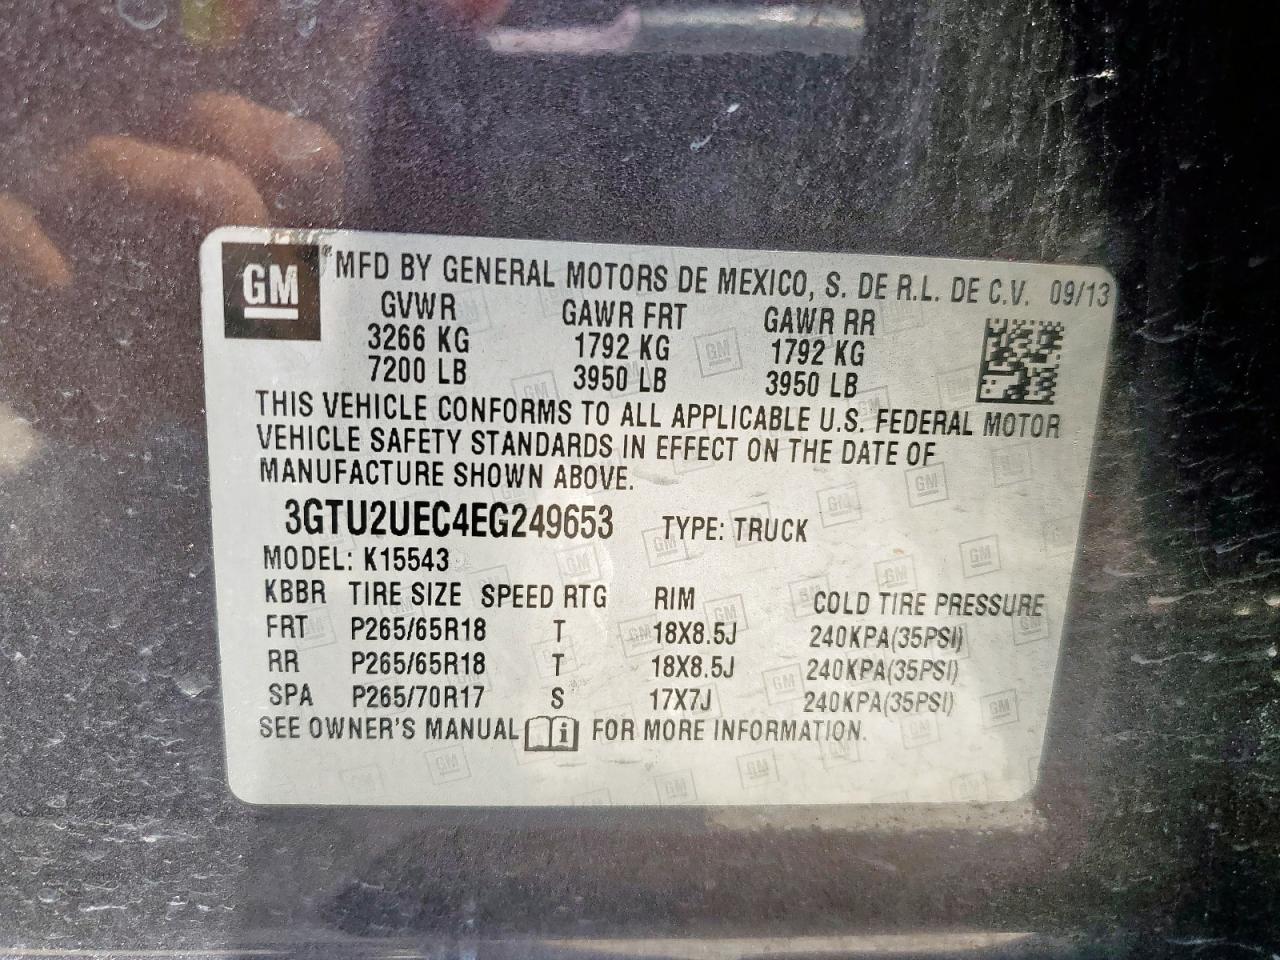 GM ® MFD BY GENERAL MOTORS DE MEXICO, S. DE R.L. DE C.V. 09/13
GVWR GAWR FRT GAWR RR
3266 KG 1792 KG 1792 KG
7200 LB 3950 LB 3950 LB
THIS VEHICLE CONFORMS TO ALL APPLICABLE U.S. FEDERAL MOTOR
VEHICLE SAFETY STANDARDS IN EFFECT ON THE DATE OF
MANUFACTURE SHOWN ABOVE.
3GTU2UEC4EG249653 TYPE: TRUCK
MODEL: K15543
KBBR TIRE SIZE SPEED RTG RIM COLD TIRE PRESSURE
FRT P265/65R18 T 18X8.5J 240KPA(35PSI)
RR P265/65R18 T 18X8.5J 240KPA(35PSI)
SPA P265/70R17 S 17X7J 240KPA(35PSI)
SEE OWNER'S MANUAL i FOR MORE INFORMATION.